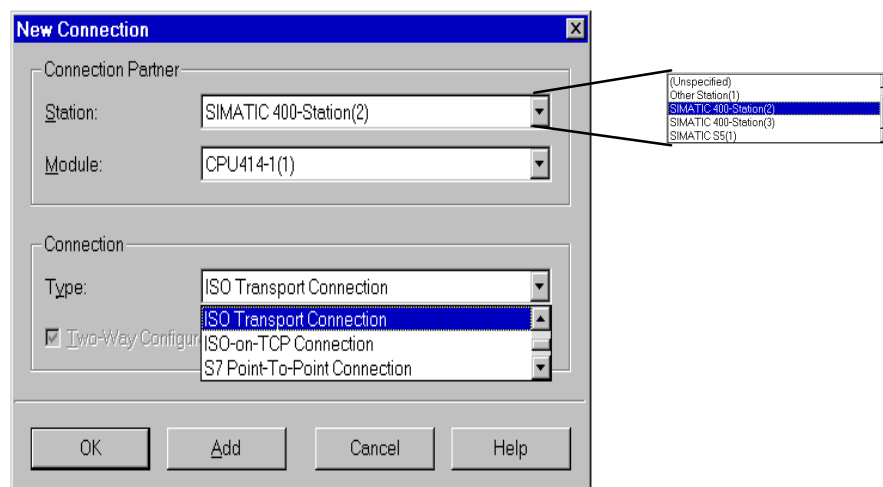 New Connection
Connection Partner
Station:
SIMATIC 400-Station(2)
Module:
CPU414-1(1)
Connection
Type:
ISO Transport Connection
ISO Transport Connection
ISO-on-TCP Connection
S7 Point-To-Point Connection
Two-Way
OK
Add
Cancel
Help
(Unspecified)
Other Station(1)
SIMATIC 400-Station(2)
SIMATIC 400-Station(3)
SIMATIC S5(1)